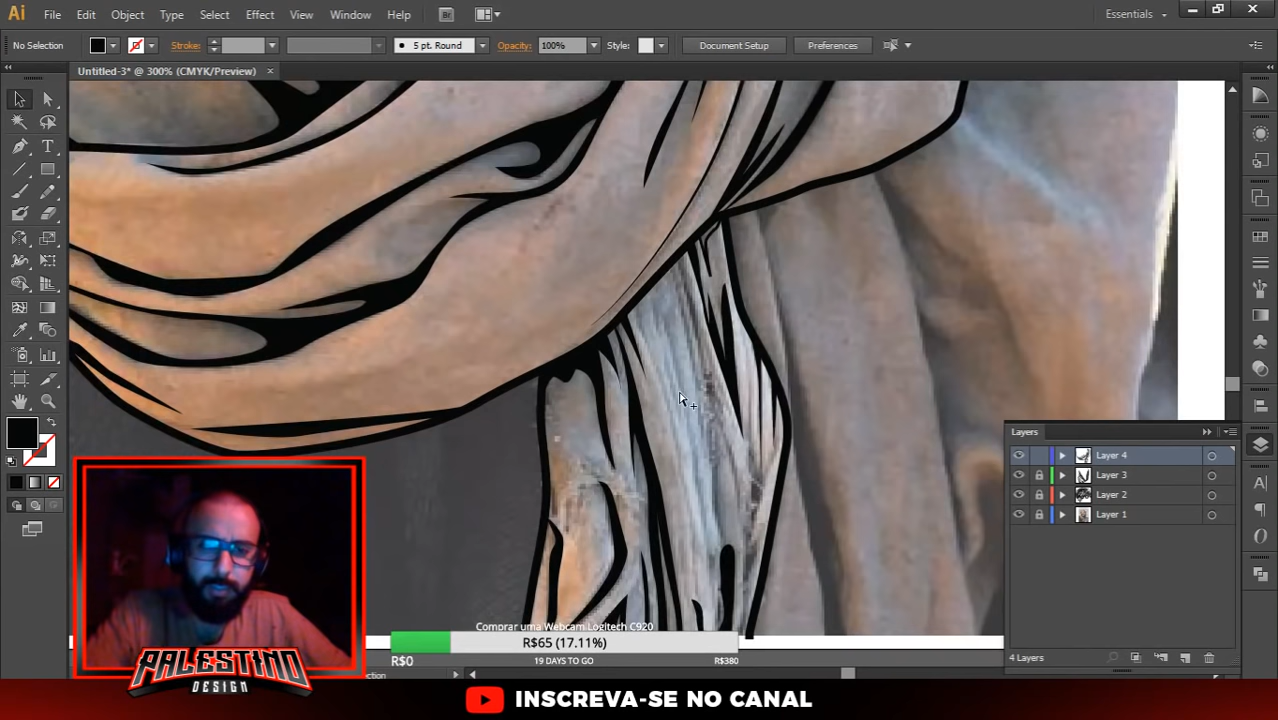 Ai File Edit Object Type Select Effect View Window Help Br Essentials
No Selection Stroke: 5 pt. Round Opacity: 100% Style: Document Setup Preferences
Untitled-3* @ 300% (CMYK/Preview)
Layers
Layer 4
Layer 3
Layer 2
Layer 1
4 Layers
Comprar uma Webcam Logitech C920
R$65 (17.11%)
R$0 19 DAYS TO GO R$380
PALESTINO
DESIGN
INSCREVA-SE NO CANAL